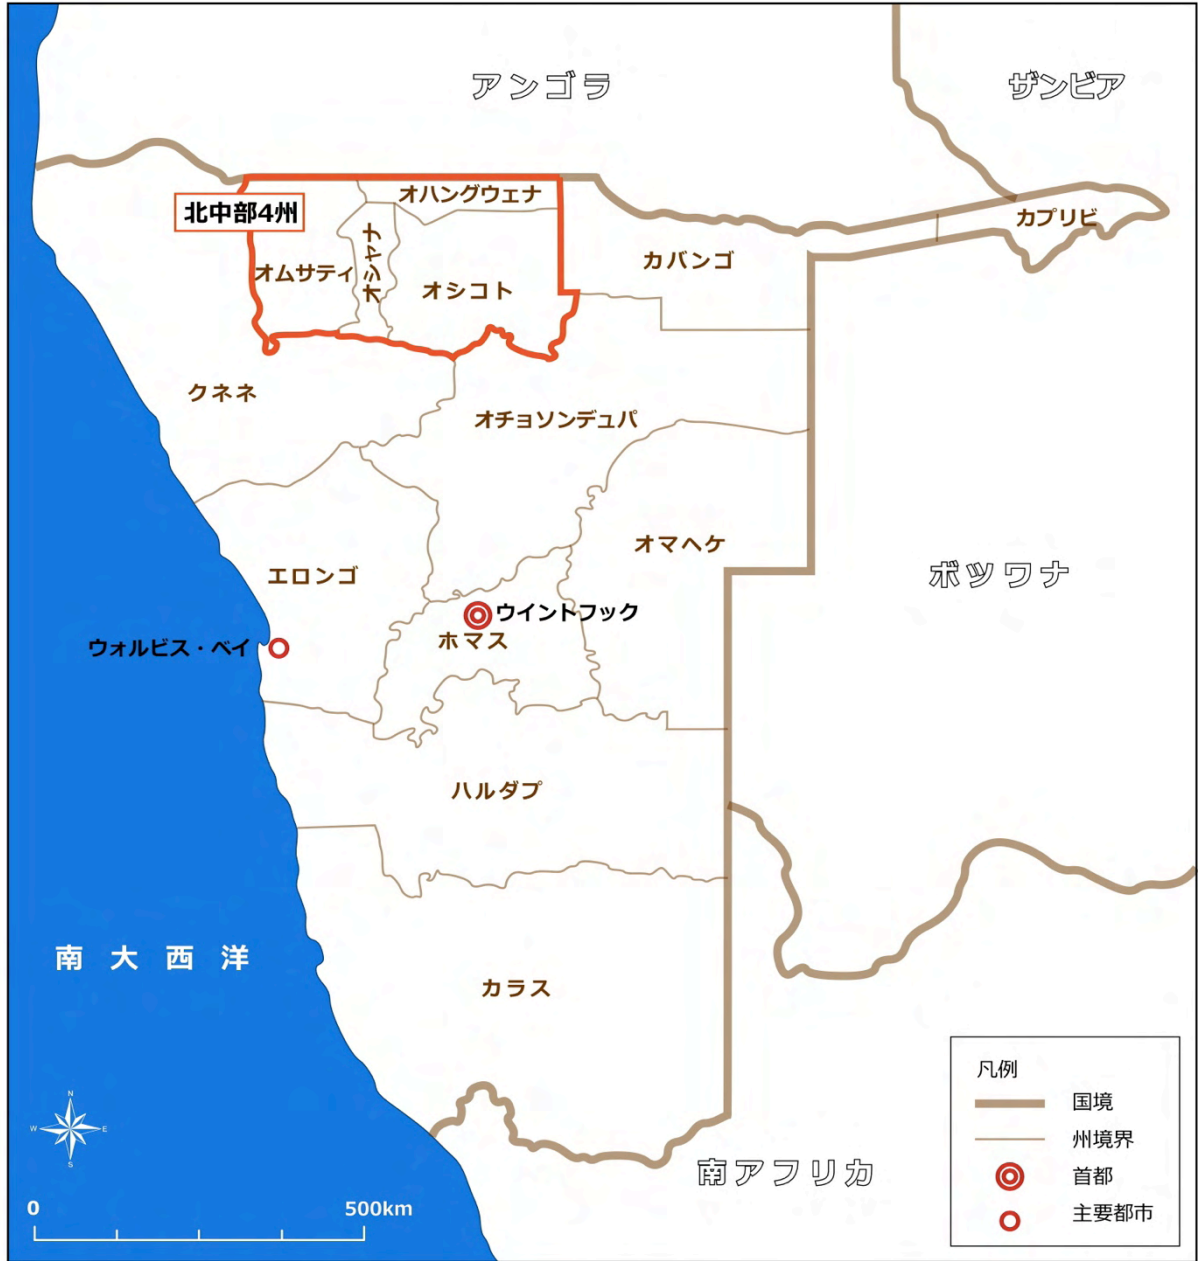 アンゴラ
ザンビア
北中部4州
オハングウェナ
オムサティ
オシャナ
オシコト
カバンゴ
カプリビ
クネネ
オチョソンデュパ
オマヘケ
エロンゴ
ボツワナ
ウイントフック
ホマス
ウォルビス・ベイ
ハルダプ
南大西洋
カラス
南アフリカ
N
W
E
S
0
500km
凡例
国境
州境界
首都
主要都市